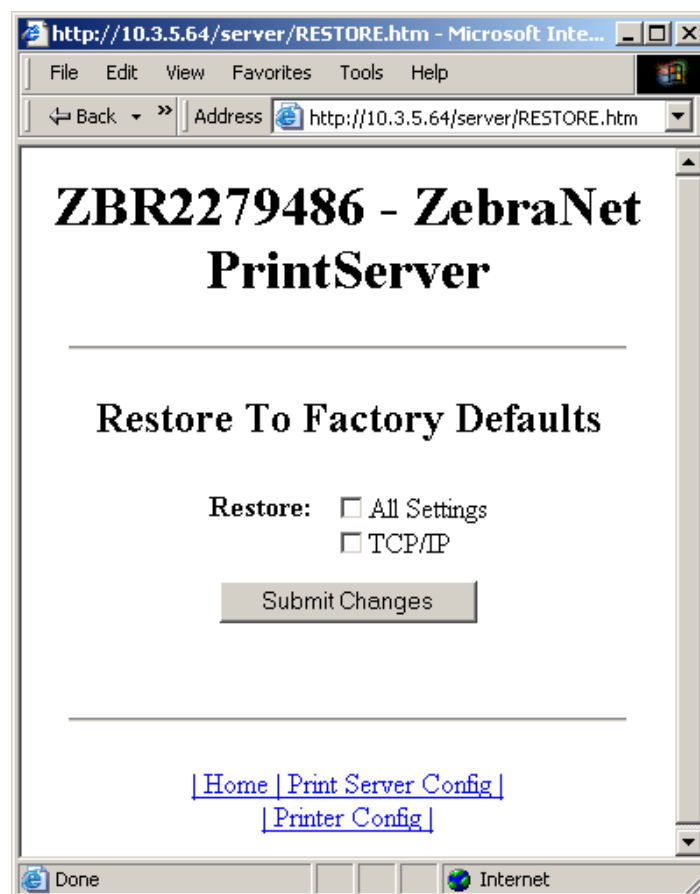 http://10.3.5.64/server/RESTORE.htm - Microsoft Inte...
File Edit View Favorites Tools Help
Back » Address http://10.3.5.64/server/RESTORE.htm
ZBR2279486 - ZebraNet
PrintServer
Restore To Factory Defaults
Restore: All Settings
TCP/IP
Submit Changes
| Home | Print Server Config |
| Printer Config |
Done Internet